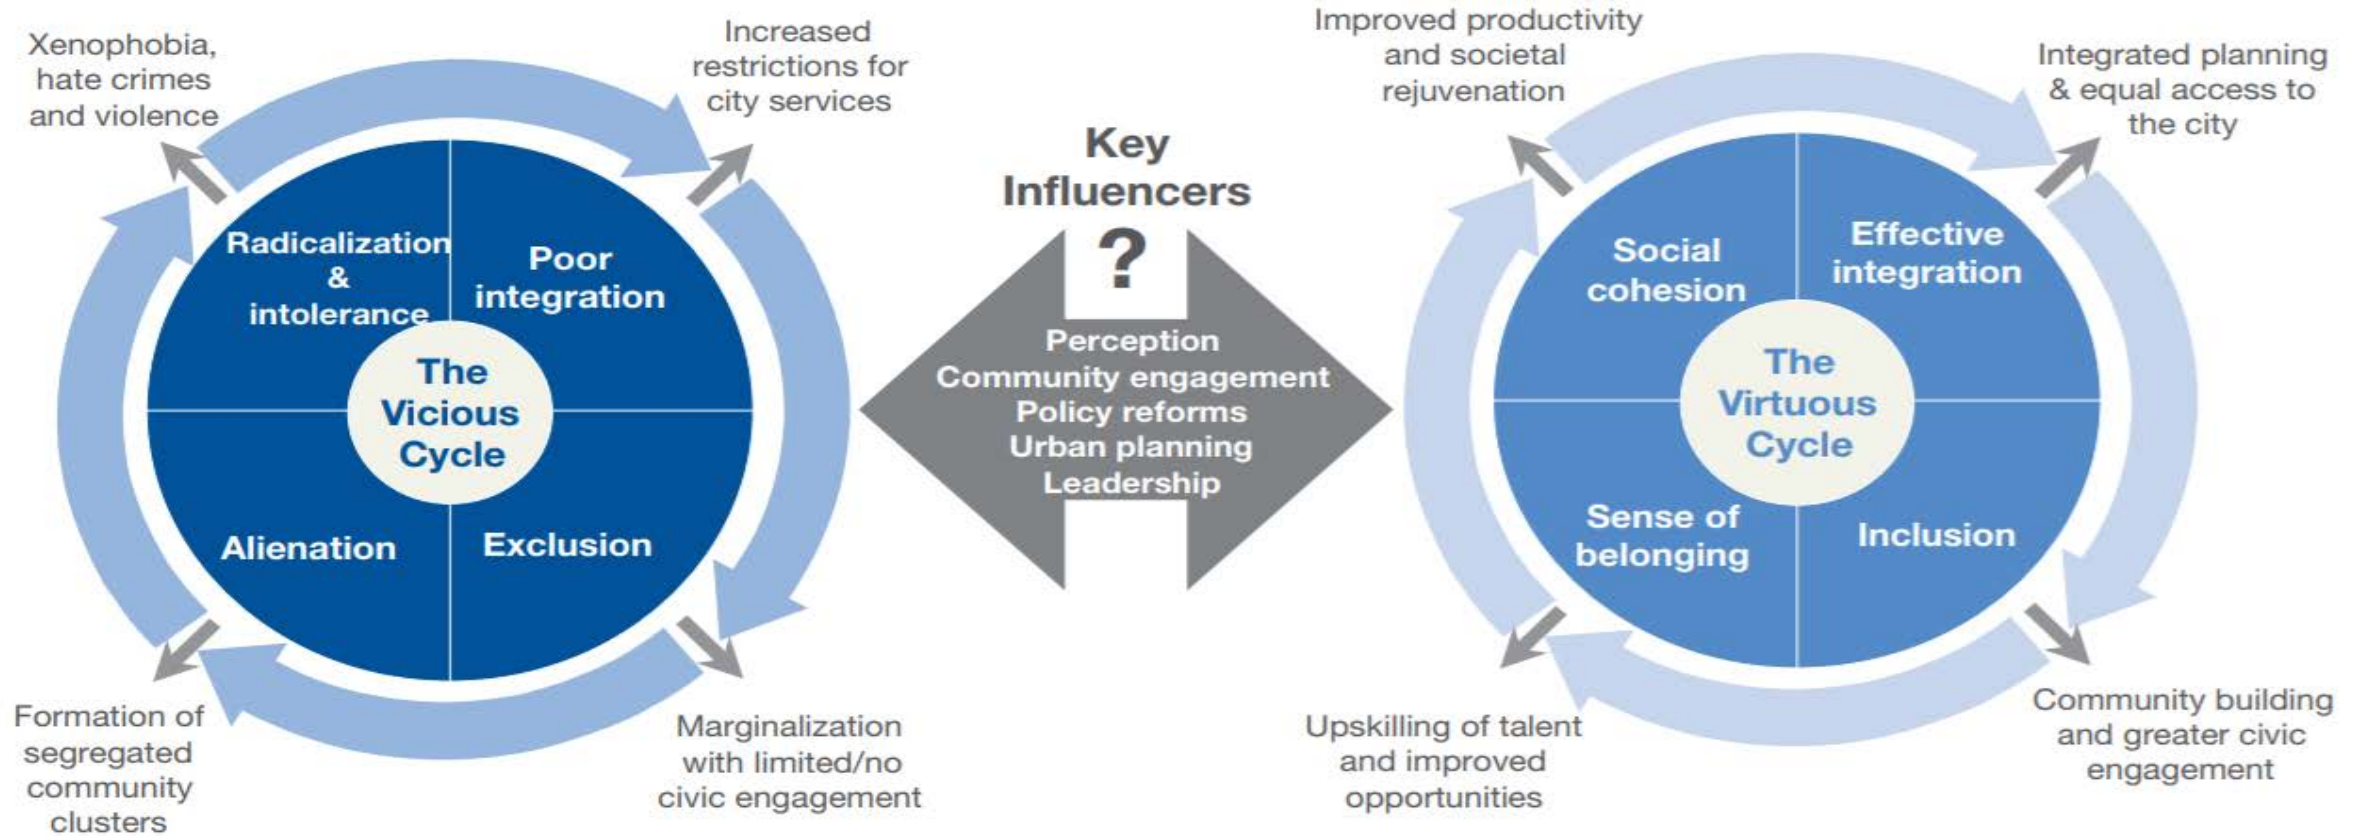 Xenophobia,
hate crimes
and violence
Increased
restrictions for
city services
Radicalization
&
intolerance
Poor
integration
The
Vicious
Cycle
Alienation
Exclusion
Formation of
segregated
community
clusters
Marginalization
with limited/no
civic engagement
Key
Influencers
?
Perception
Community engagement
Policy reforms
Urban planning
Leadership
Improved productivity
and societal
rejuvenation
Integrated planning
& equal access to
the city
Social
cohesion
Effective
integration
The
Virtuous
Cycle
Sense of
belonging
Inclusion
Upskilling of talent
and improved
opportunities
Community building
and greater civic
engagement